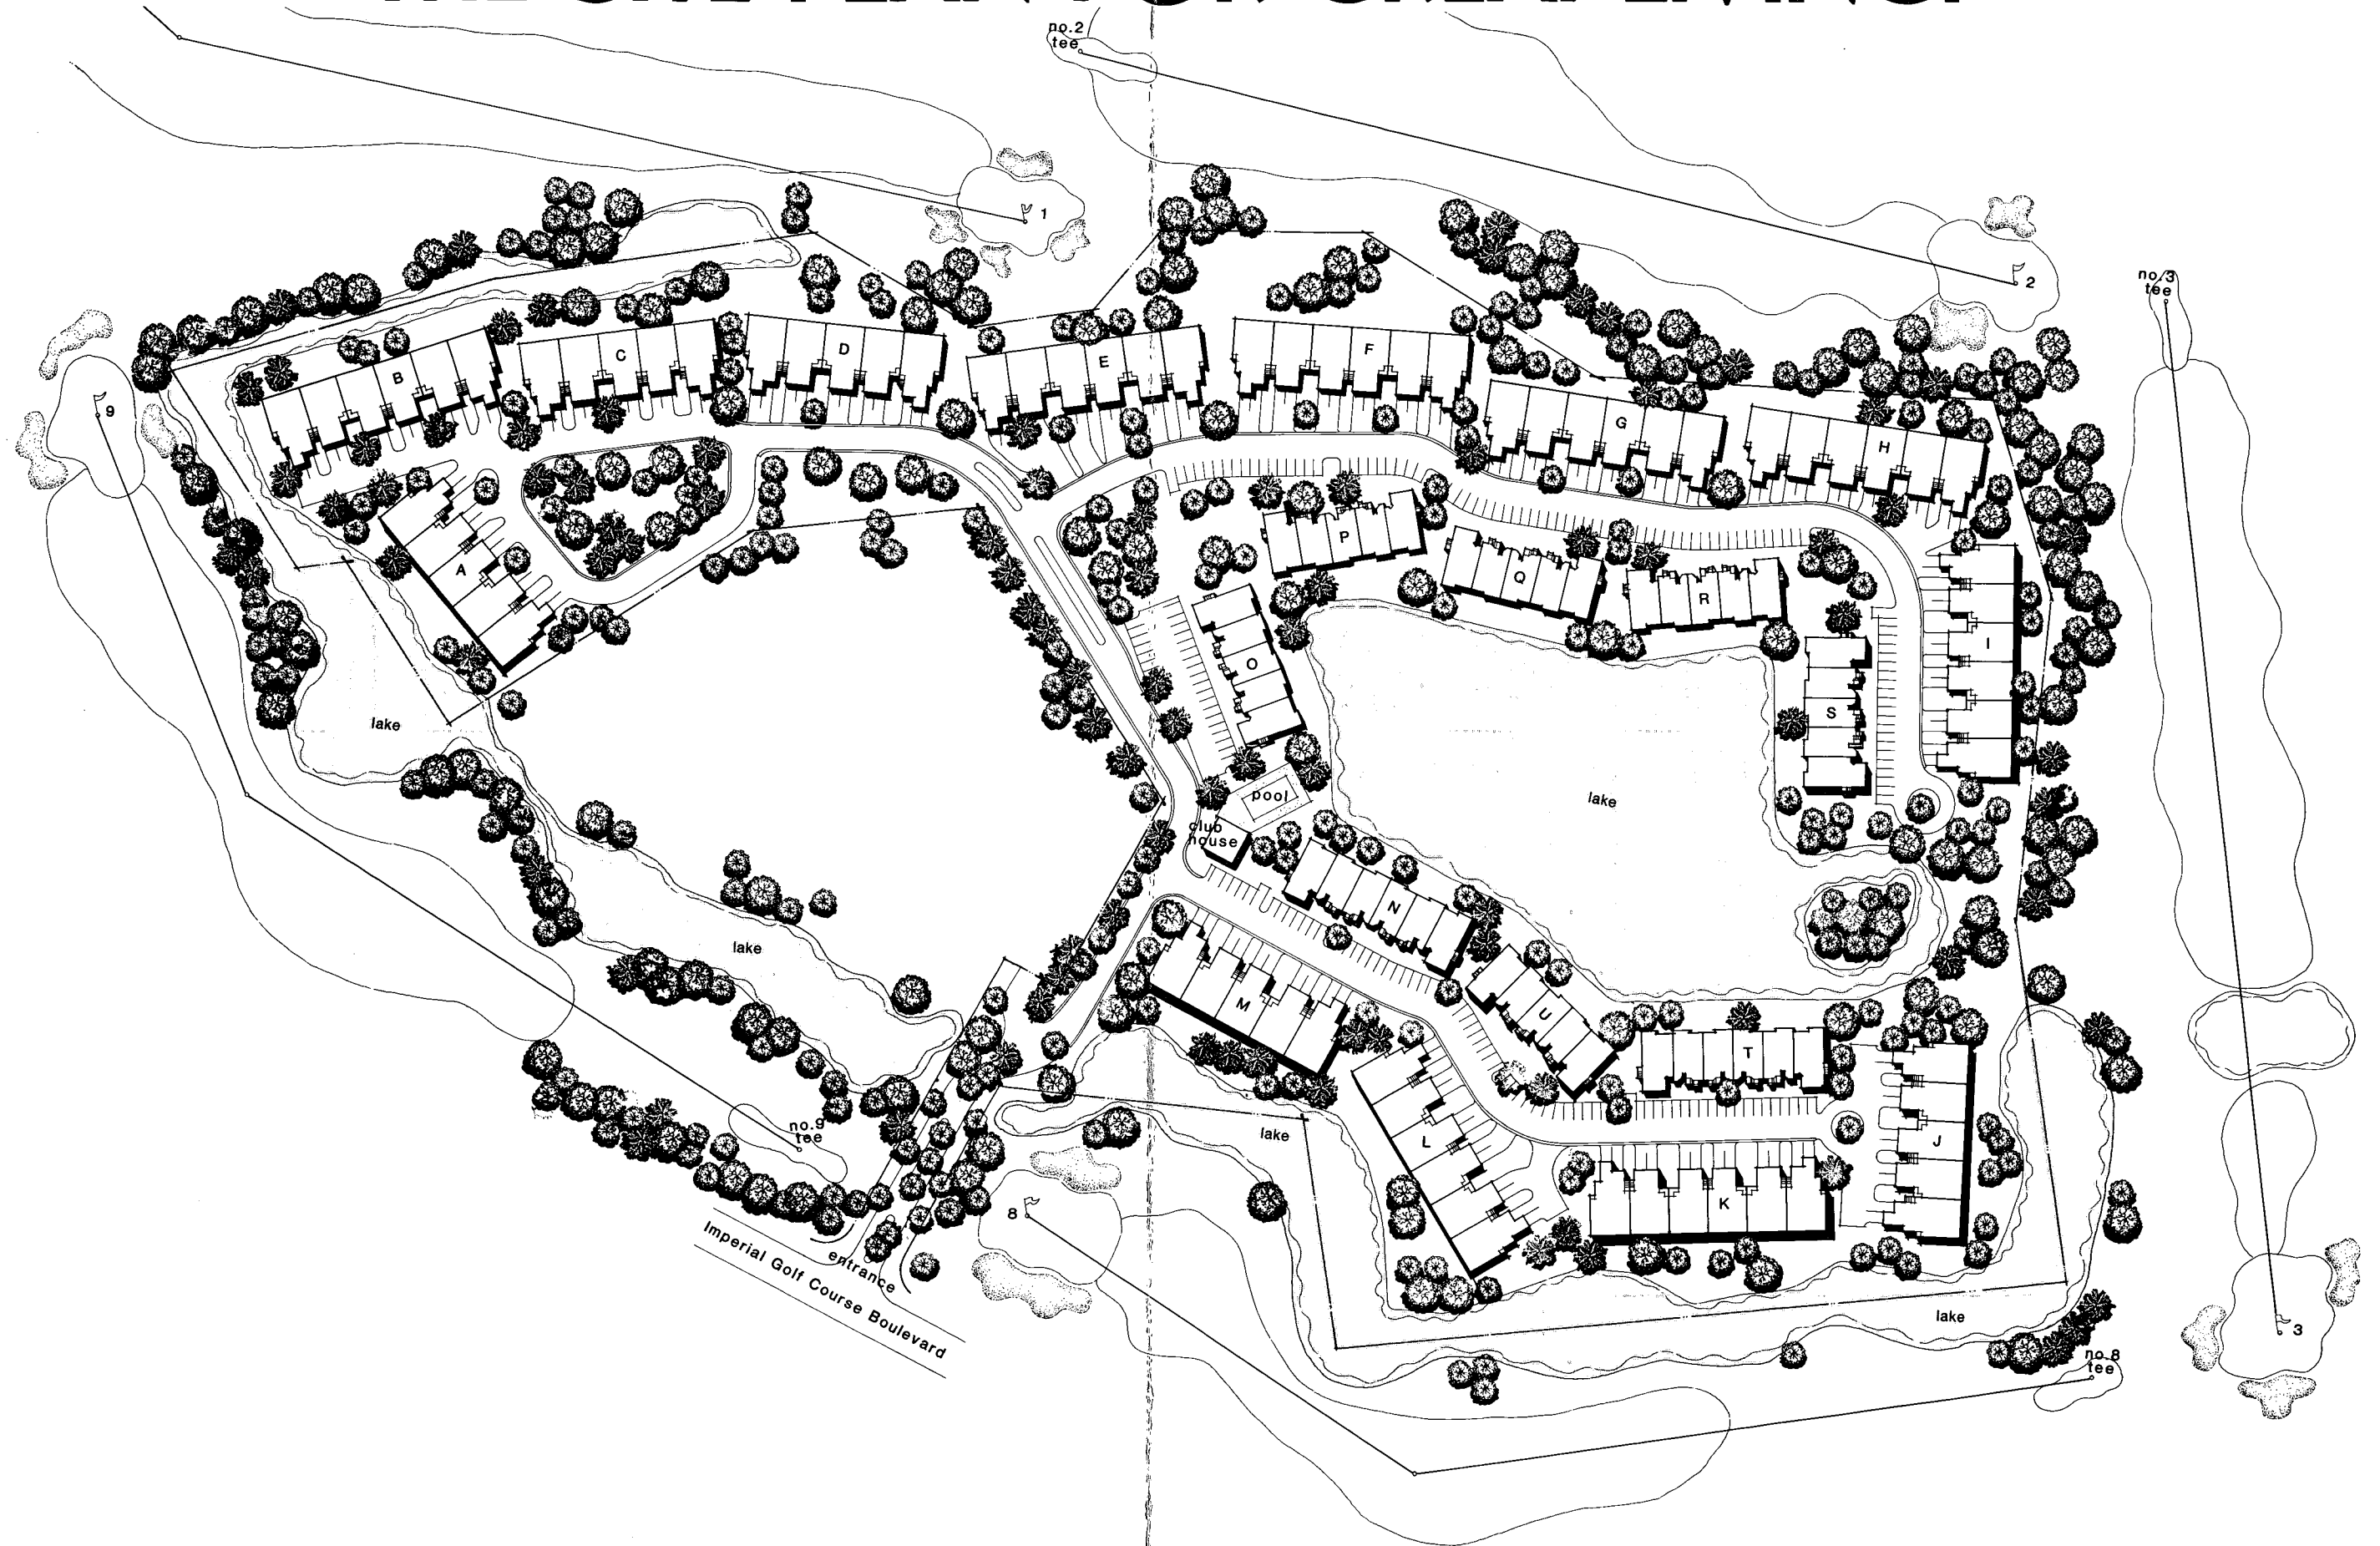 no.2
tee
1
2
no.3
tee
9
B
C
D
E
F
G
H
A
P
Q
R
I
O
S
lake
pool
club
house
lake
N
lake
M
U
T
L
J
K
lake
no.9
tee
8
entrance
Imperial Golf Course Boulevard
lake
3
no.8
tee